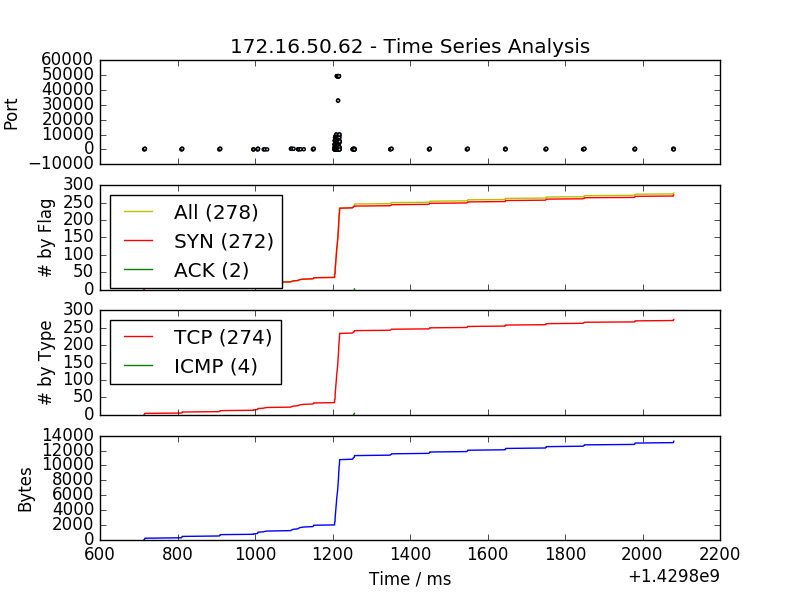 172.16.50.62 - Time Series Analysis
60000
50000
40000
30000
20000
10000
0
−10000
Port
300
250
200
150
100
50
0
# by Flag
All (278)
SYN (272)
ACK (2)
300
250
200
150
100
50
0
# by Type
TCP (274)
ICMP (4)
14000
12000
10000
8000
6000
4000
2000
0
Bytes
600 800 1000 1200 1400 1600 1800 2000 2200
Time / ms
+1.4298e9